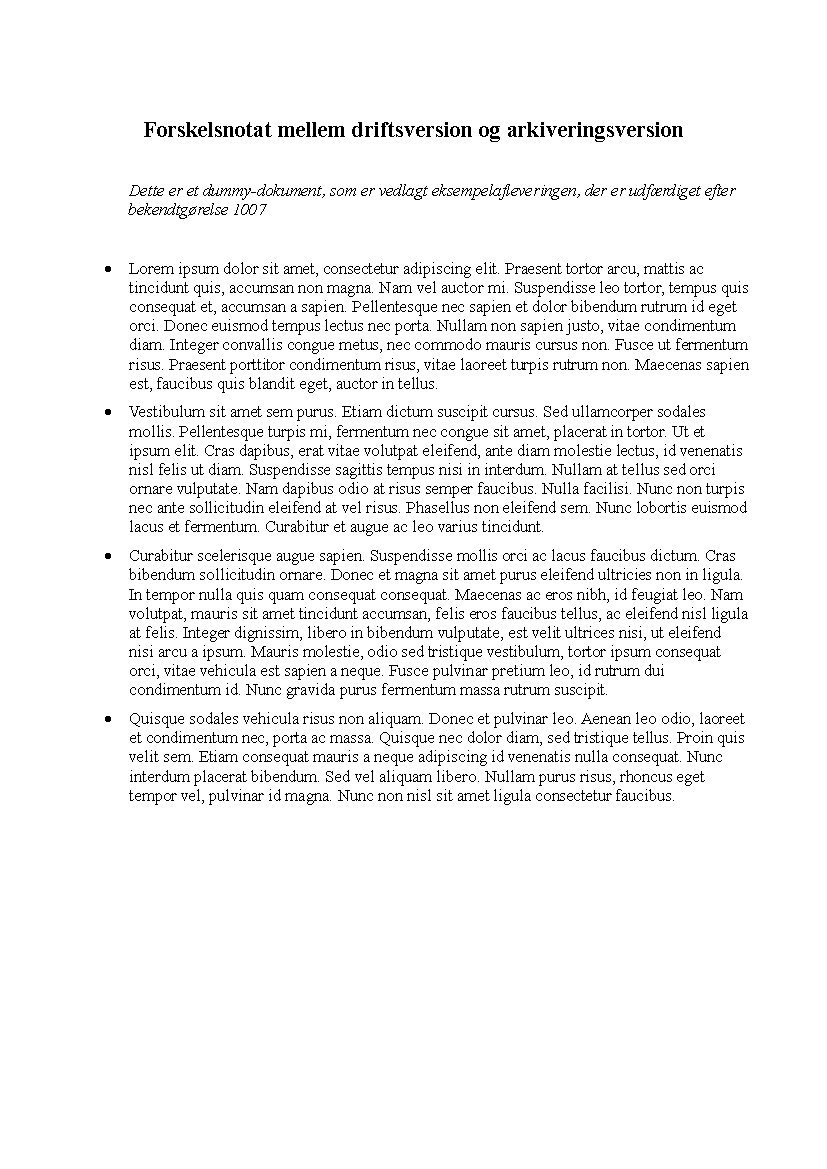 Forskelsnotat mellem driftsversion og arkiveringsversion
Dette er et dummy-dokument, som er vedlagt eksempelafleveringen, der er udfærdiget efter
bekendtgørelse 1007
• Lorem ipsum dolor sit amet, consectetur adipiscing elit. Praesent tortor arcu, mattis ac
tincidunt quis, accumsan non magna. Nam vel auctor mi. Suspendisse leo tortor, tempus quis
consequat et, accumsan a sapien. Pellentesque nec sapien et dolor bibendum rutrum id eget
orci. Donec euismod tempus lectus nec porta. Nullam non sapien justo, vitae condimentum
diam. Integer convallis congue metus, nec commodo mauris cursus non. Fusce ut fermentum
risus. Praesent porttitor condimentum risus, vitae laoreet turpis rutrum non. Maecenas sapien
est, faucibus quis blandit eget, auctor in tellus.
• Vestibulum sit amet sem purus. Etiam dictum suscipit cursus. Sed ullamcorper sodales
mollis. Pellentesque turpis mi, fermentum nec congue sit amet, placerat in tortor. Ut et
ipsum elit. Cras dapibus, erat vitae volutpat eleifend, ante diam molestie lectus, id venenatis
nisl felis ut diam. Suspendisse sagittis tempus nisi in interdum. Nullam at tellus sed orci
ornare vulputate. Nam dapibus odio at risus semper faucibus. Nulla facilisi. Nunc non turpis
nec ante sollicitudin eleifend at vel risus. Phasellus non eleifend sem. Nunc lobortis euismod
lacus et fermentum. Curabitur et augue ac leo varius tincidunt.
• Curabitur scelerisque augue sapien. Suspendisse mollis orci ac lacus faucibus dictum. Cras
bibendum sollicitudin ornare. Donec et magna sit amet purus eleifend ultricies non in ligula.
In tempor nulla quis quam consequat consequat. Maecenas ac eros nibh, id feugiat leo. Nam
volutpat, mauris sit amet tincidunt accumsan, felis eros faucibus tellus, ac eleifend nisl ligula
at felis. Integer dignissim, libero in bibendum vulputate, est velit ultrices nisi, ut eleifend
nisi arcu a ipsum. Mauris molestie, odio sed tristique vestibulum, tortor ipsum consequat
orci, vitae vehicula est sapien a neque. Fusce pulvinar pretium leo, id rutrum dui
condimentum id. Nunc gravida purus fermentum massa rutrum suscipit.
• Quisque sodales vehicula risus non aliquam. Donec et pulvinar leo. Aenean leo odio, laoreet
et condimentum nec, porta ac massa. Quisque nec dolor diam, sed tristique tellus. Proin quis
velit sem. Etiam consequat mauris a neque adipiscing id venenatis nulla consequat. Nunc
interdum placerat bibendum. Sed vel aliquam libero. Nullam purus risus, rhoncus eget
tempor vel, pulvinar id magna. Nunc non nisl sit amet ligula consectetur faucibus.